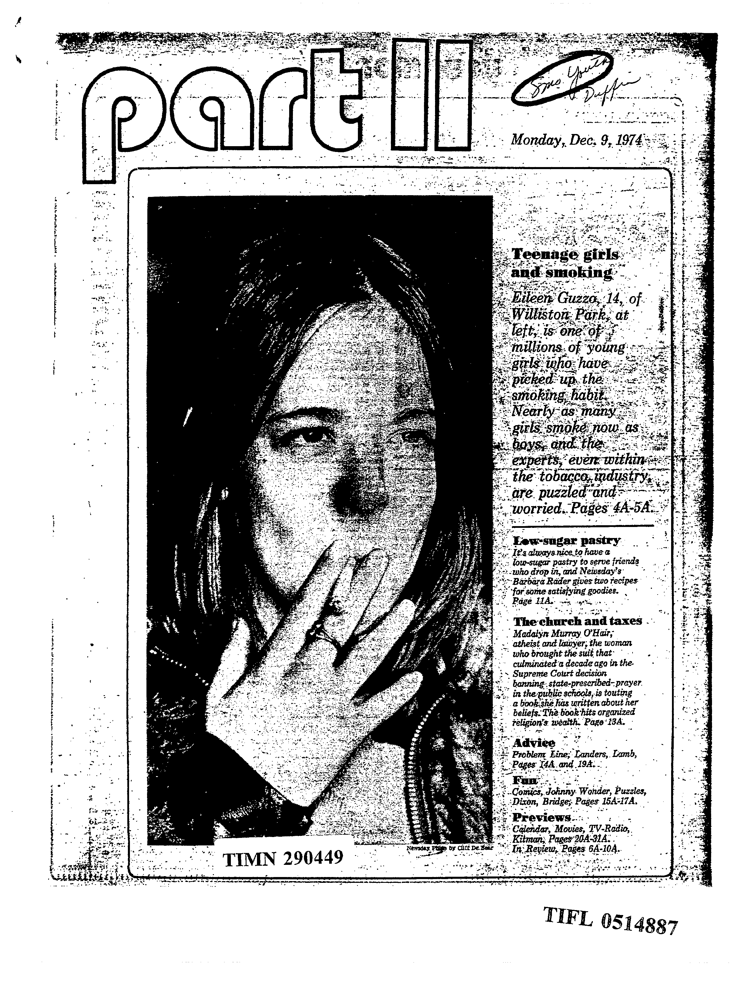 part II
Duffin
Monday, Dec. 9, 1974
Teenage girls
and smoking
Eileen Guzzo, 14, of
Williston Park, at
left, is one of
millions of young
girls who have
picked up the
smoking habit.
Nearly as many
girls smoke now as
boys, and the
experts, even within
the tobacco industry,
are puzzled and
worried. Pages 4A-5A.
Low-sugar pastry
It's always nice to have a
low-sugar pastry to serve friends
who drop in, and Newsday's
Barbara Rader gives two recipes
for some satisfying goodies.
Page 11A.
The church and taxes
Madalyn Murray O'Hair,
atheist and lawyer, the woman
who brought the suit that
culminated a decade ago in the
Supreme Court decision
banning state-prescribed prayer
in the public schools, is touting
a book she has written about her
beliefs. The book hits organized
religion's wealth. Page 13A.
Advice
Problem Line, Landers, Lamb,
Pages 14A and 19A.
Fun
Comics, Johnny Wonder, Puzzles,
Dixon, Bridge; Pages 15A-17A.
Previews
Calendar, Movies, TV-Radio,
Kitman, Pages 20A-31A.
In Review, Pages 6A-10A.
Newsday Photo by Cliff De Bear
TIMN 290449
TIFL 0514887